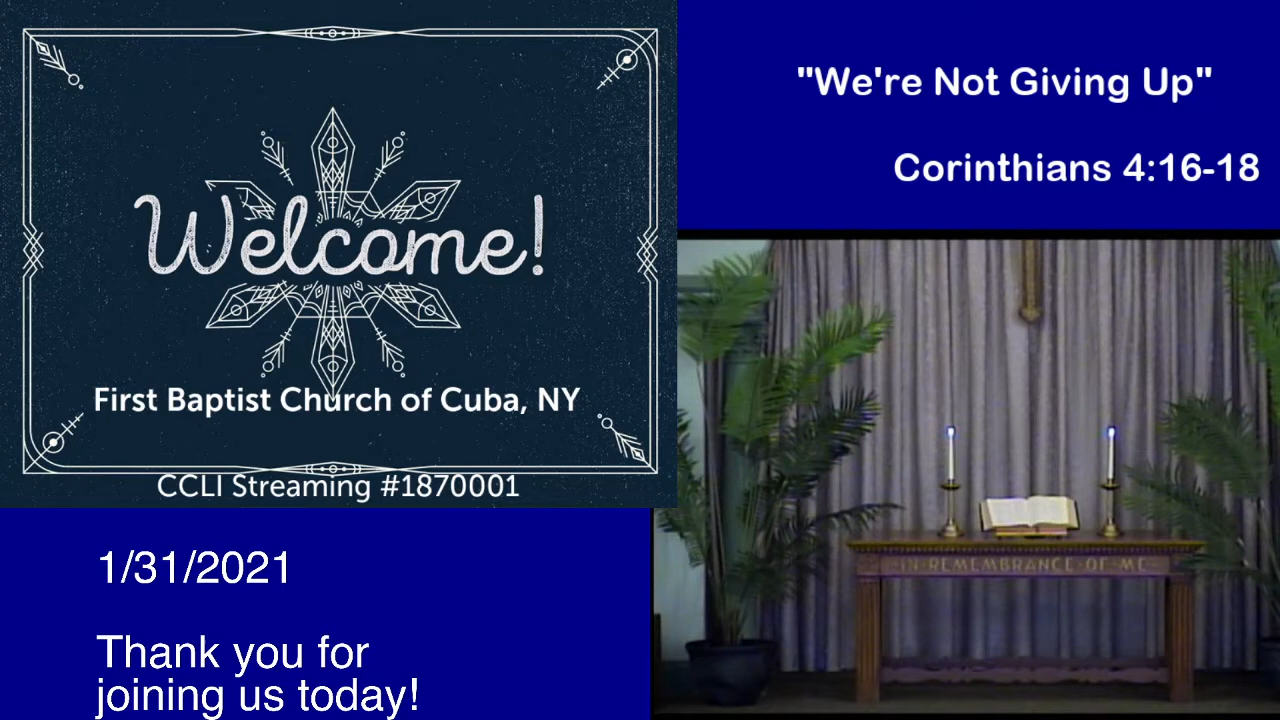 Welcome!
First Baptist Church of Cuba, NY
CCLI Streaming #1870001
"We're Not Giving Up"
Corinthians 4:16-18
IN REMEMBRANCE OF ME
1/31/2021
Thank you for
joining us today!